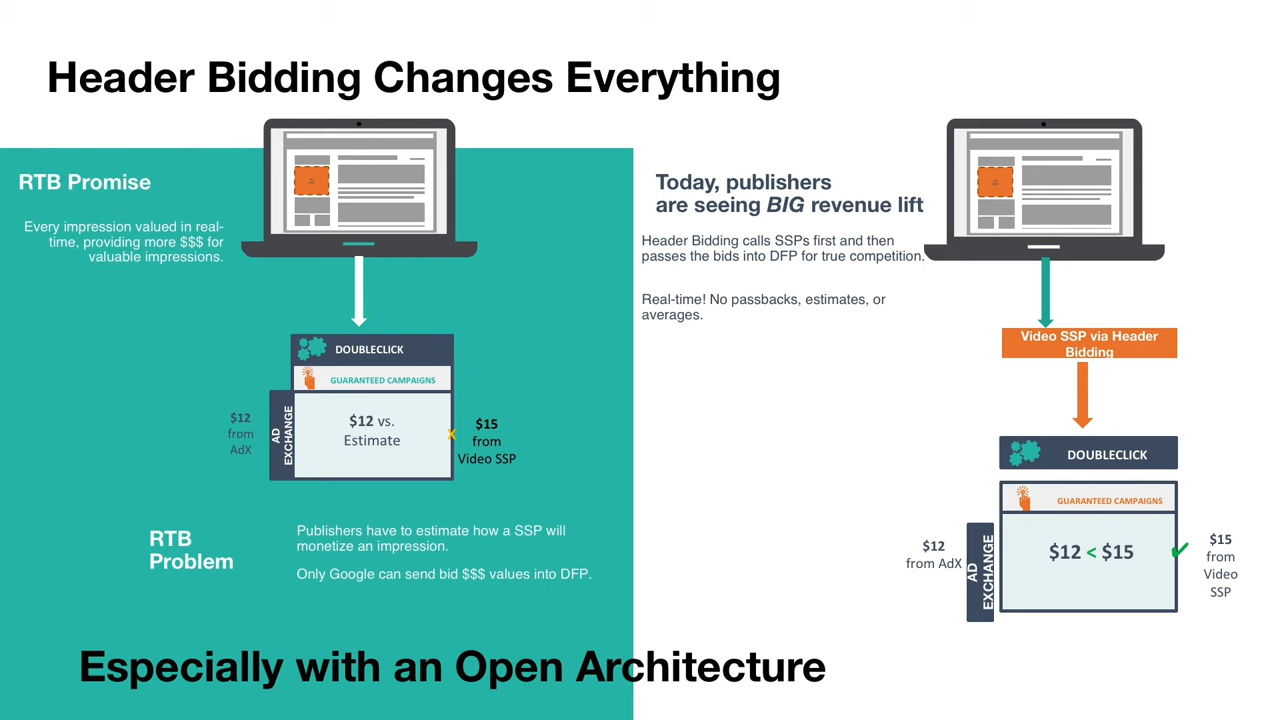 Header Bidding Changes Everything
RTB Promise
Every impression valued in real-
time, providing more $$$ for
valuable impressions.
DOUBLECLICK
GUARANTEED CAMPAIGNS
$12
from
AdX
AD
EXCHANGE
$12 vs.
Estimate
x
$15
from
Video SSP
RTB
Problem
Publishers have to estimate how a SSP will
monetize an impression.
Only Google can send bid $$$ values into DFP.
Today, publishers
are seeing BIG revenue lift
Header Bidding calls SSPs first and then
passes the bids into DFP for true competition.
Real-time! No passbacks, estimates, or
averages.
Video SSP via Header
Bidding
DOUBLECLICK
GUARANTEED CAMPAIGNS
$12
from AdX
AD
EXCHANGE
$12 < $15
✔
$15
from
Video
SSP
Especially with an Open Architecture